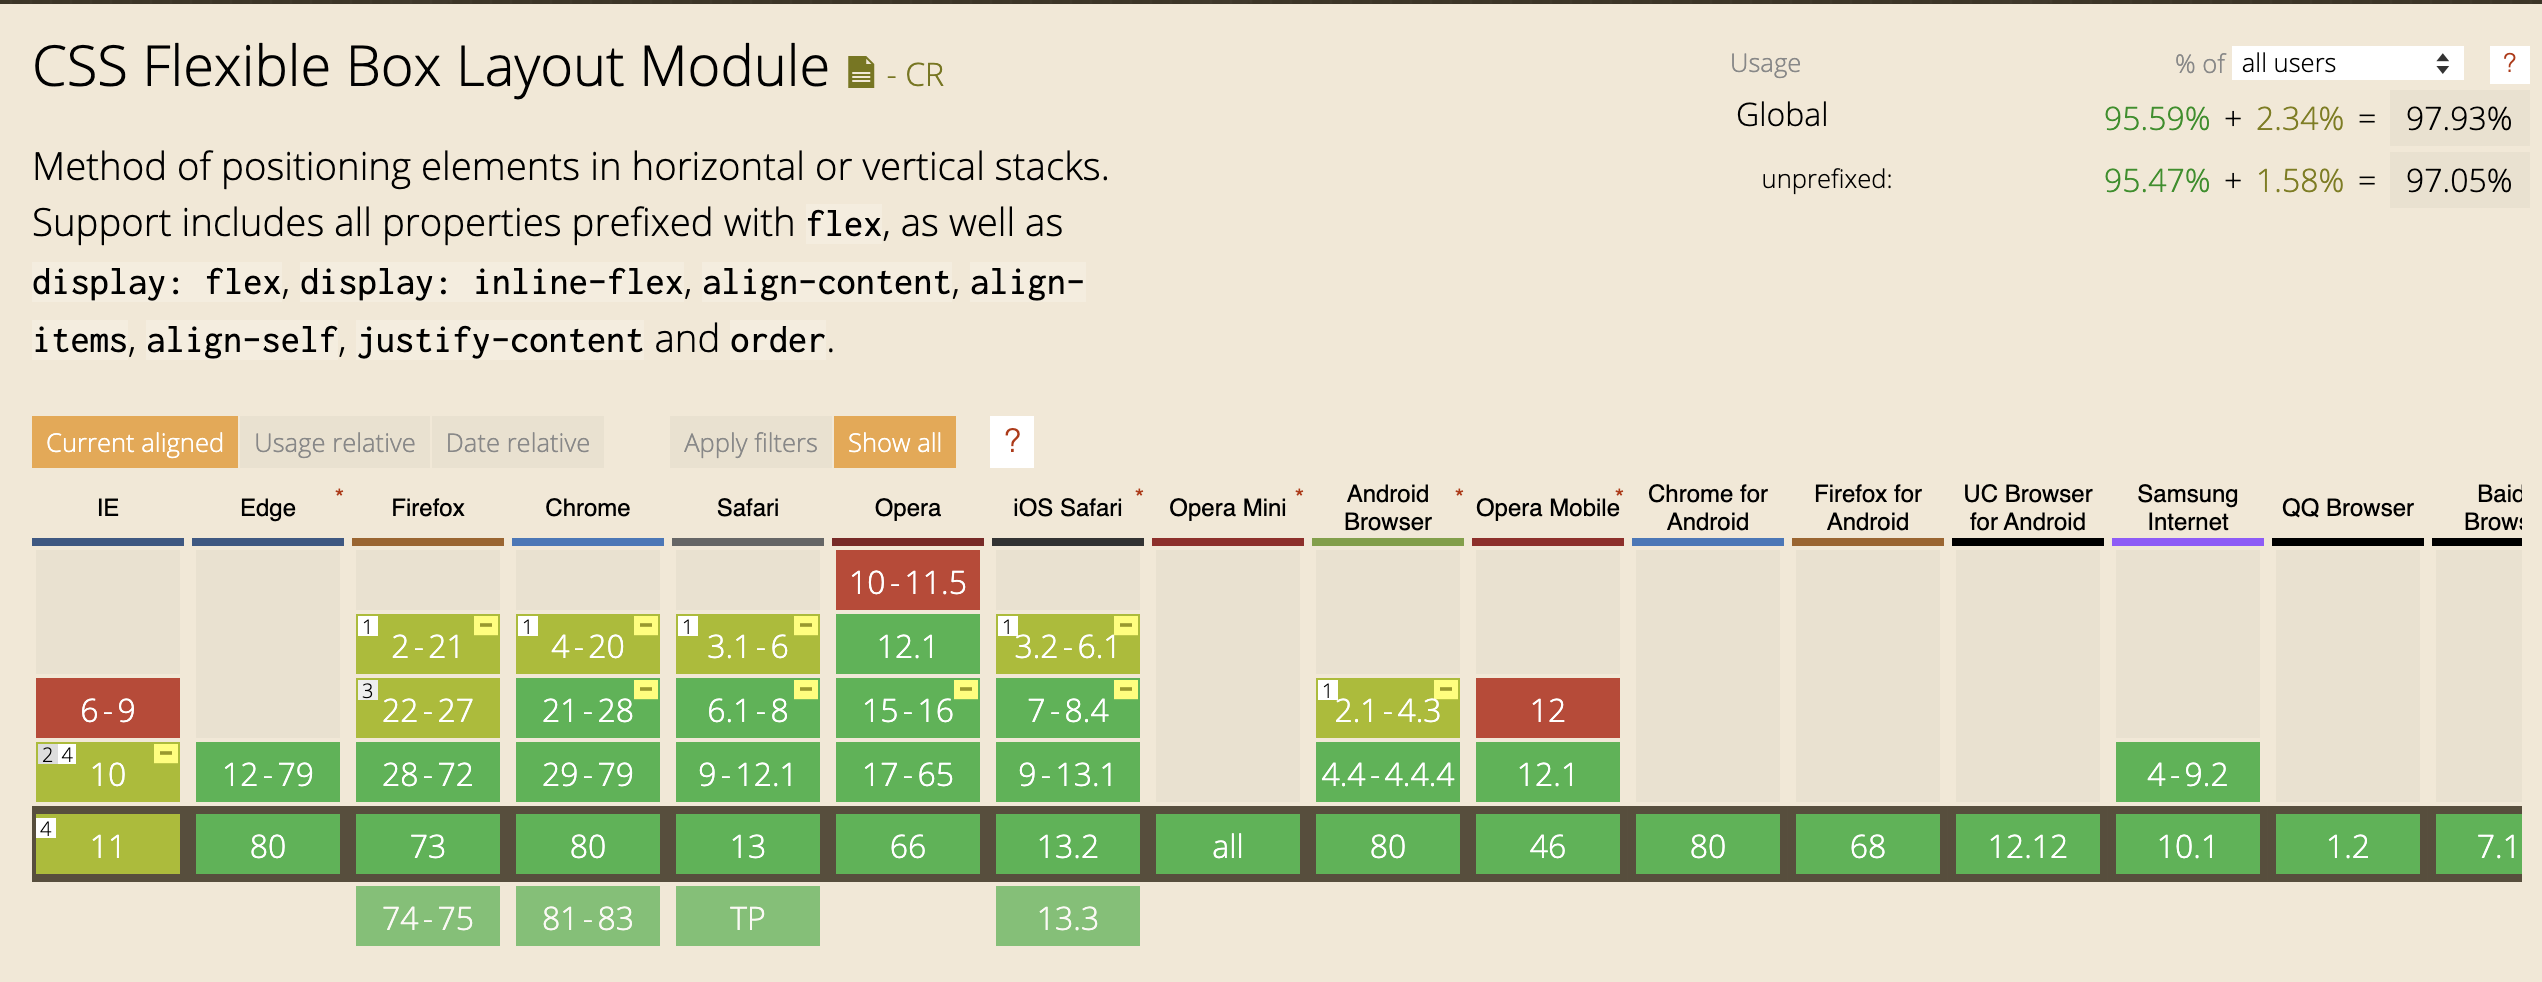 CSS Flexible Box Layout Module - CR
Usage % of all users ?
Global 95.59% + 2.34% = 97.93%
unprefixed: 95.47% + 1.58% = 97.05%
Method of positioning elements in horizontal or vertical stacks.
Support includes all properties prefixed with flex, as well as
display: flex, display: inline-flex, align-content, align-
items, align-self, justify-content and order.
Current aligned Usage relative Date relative Apply filters Show all ?
IE Edge * Firefox Chrome Safari Opera iOS Safari * Opera Mini * Android Browser * Opera Mobile * Chrome for Android Firefox for Android UC Browser for Android Samsung Internet QQ Browser Baid Brows
10-11.5
1 2-21 1 4-20 1 3.1-6 12.1 1 3.2-6.1
6-9 3 22-27 21-28 6.1-8 15-16 7-8.4 1 2.1-4.3 12
2 4 10 12-79 28-72 29-79 9-12.1 17-65 9-13.1 4.4-4.4.4 12.1 4-9.2
4 11 80 73 80 13 66 13.2 all 80 46 80 68 12.12 10.1 1.2 7.1
74-75 81-83 TP 13.3